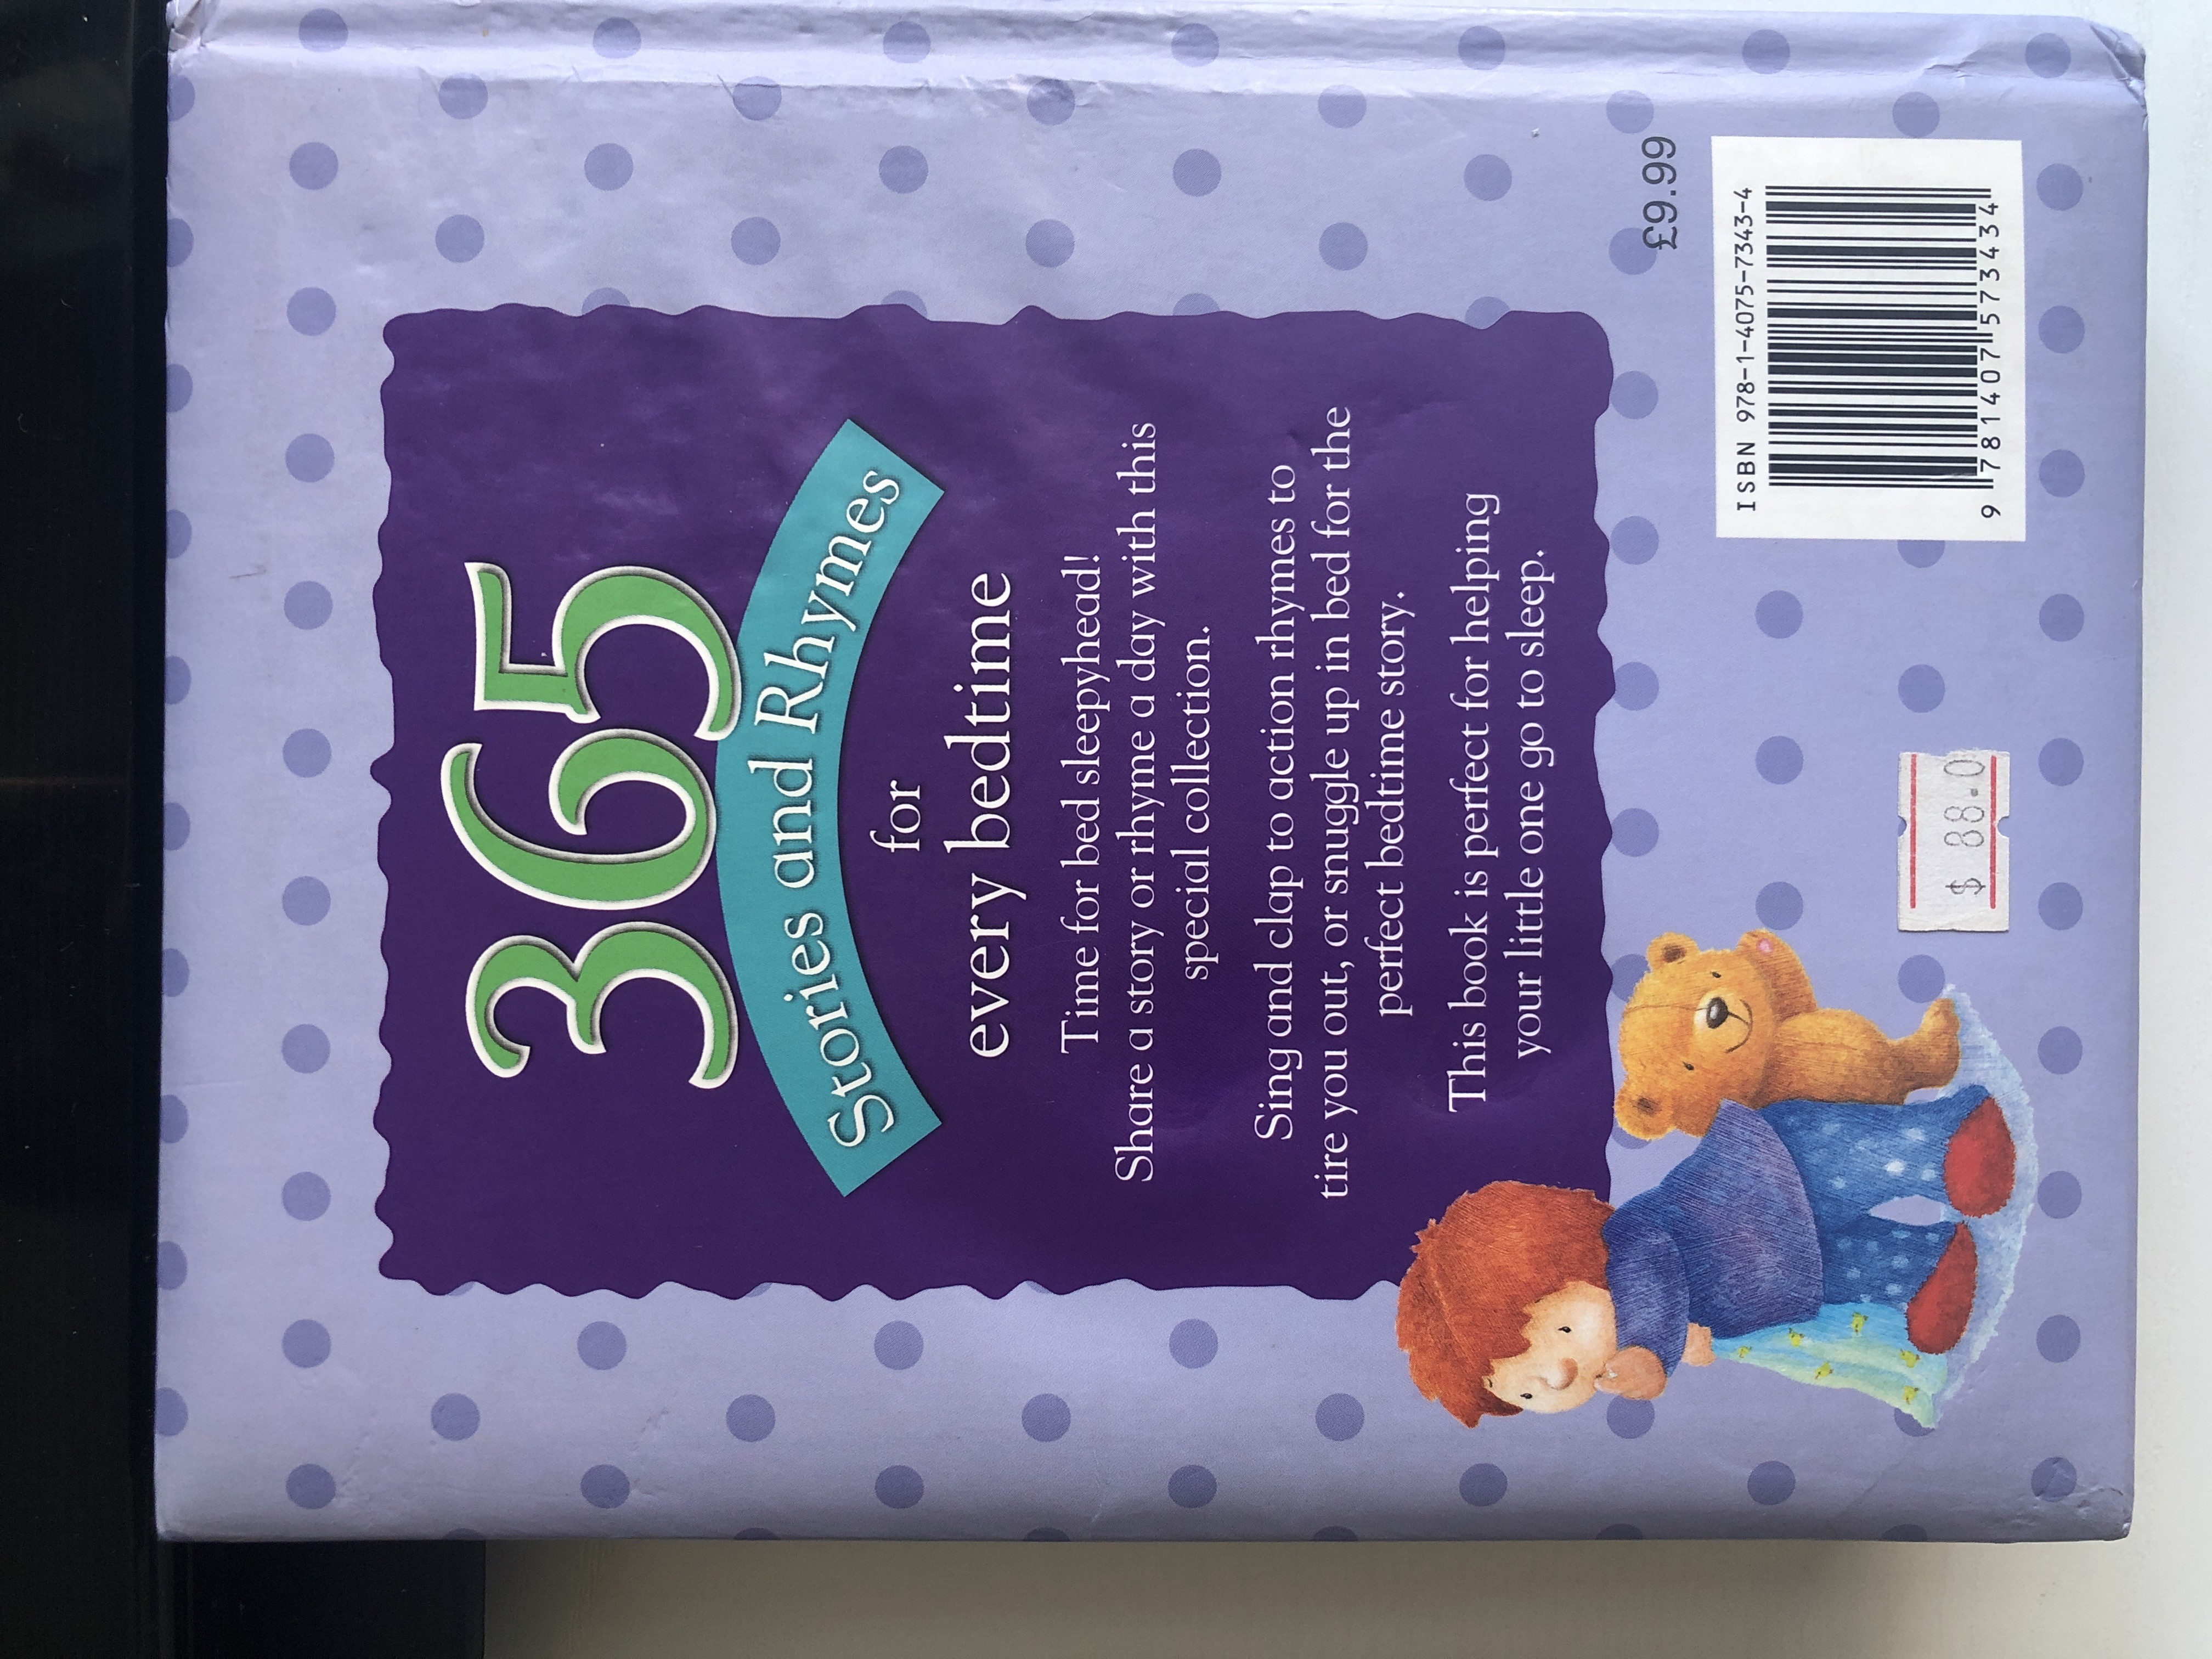 365
Stories and Rhymes
for
every bedtime
Time for bed sleepyhead!
Share a story or rhyme a day with this
special collection.
Sing and clap to action rhymes to
tire you out, or snuggle up in bed for the
perfect bedtime story.
This book is perfect for helping
your little one go to sleep.
£9.99
ISBN 978-1-4075-7343-4
9 781407 573434
$ 88.0